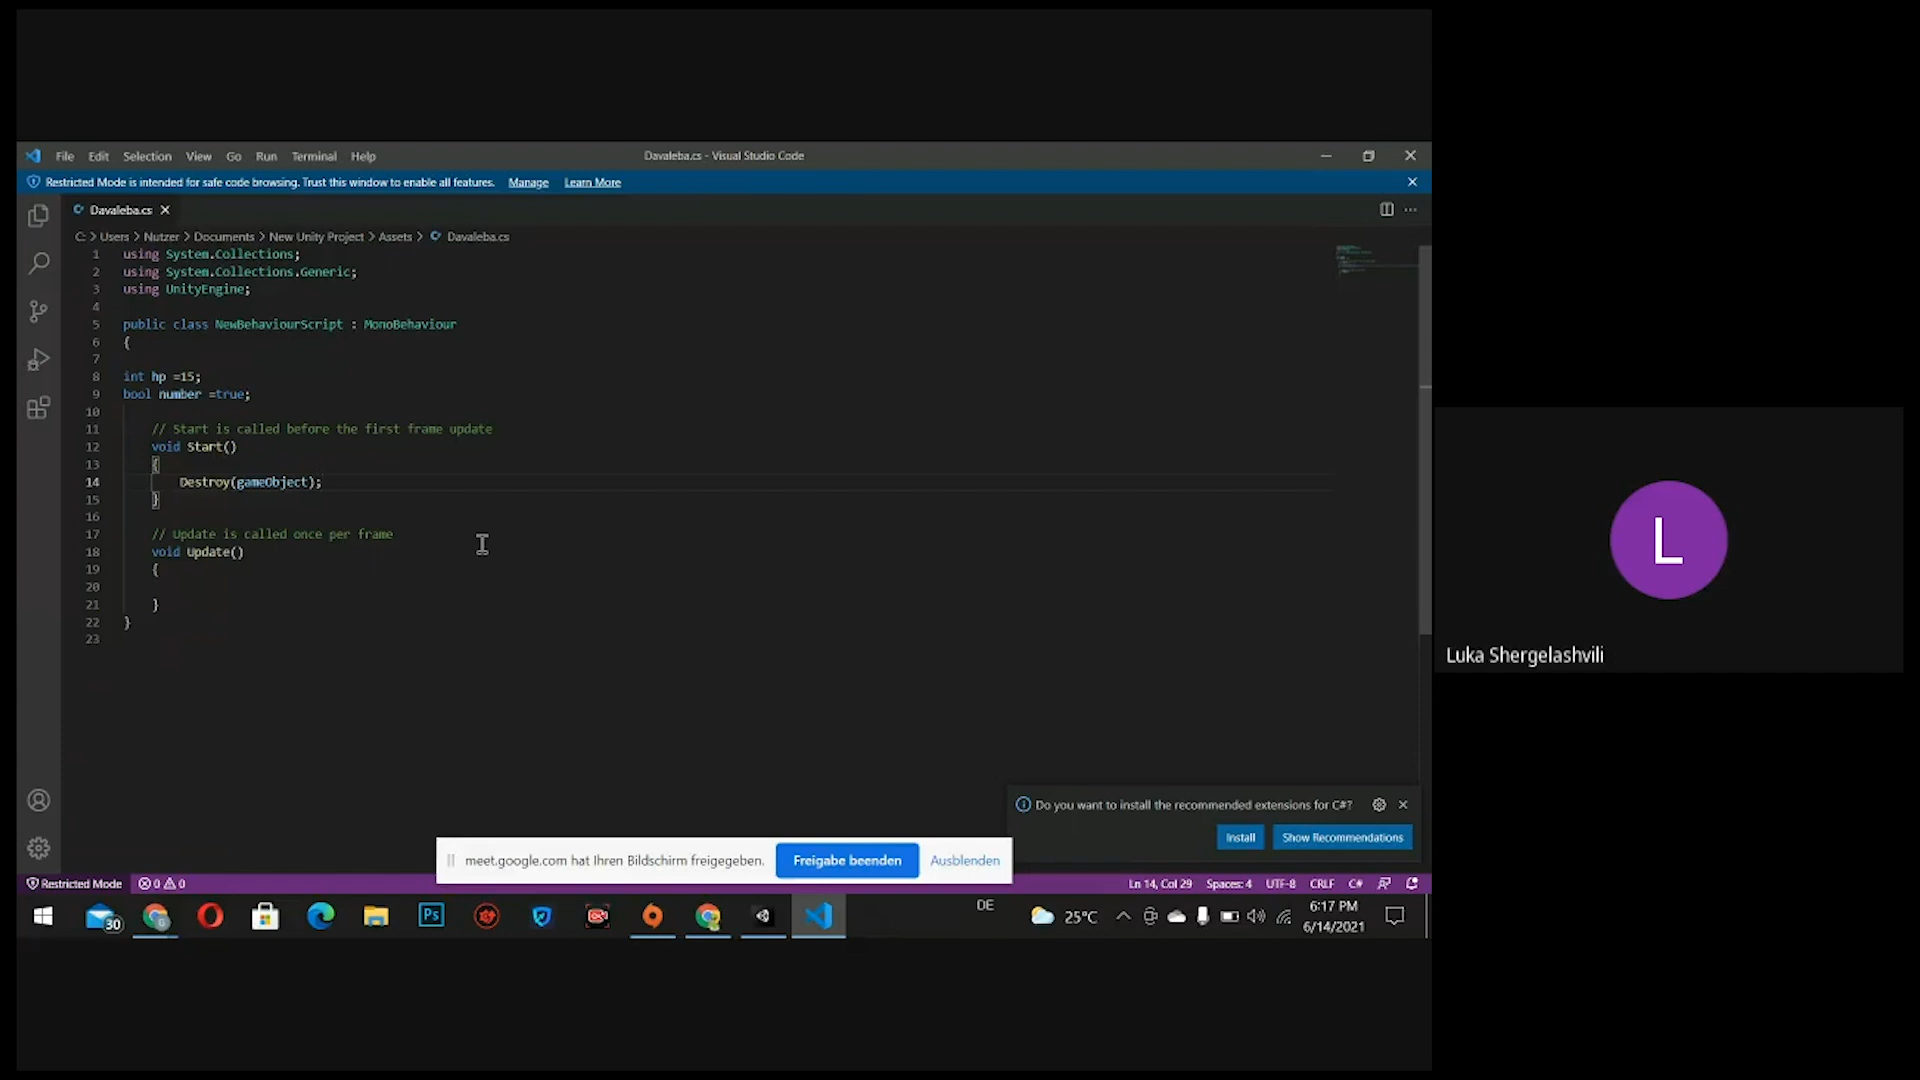 File Edit Selection View Go Run Terminal Help Davaleba.cs - Visual Studio Code
Restricted Mode is intended for safe code browsing. Trust this window to enable all features. Manage Learn More
Davaleba.cs
C: > Users > Nutzer > Documents > New Unity Project > Assets > Davaleba.cs
1 using System.Collections;
2 using System.Collections.Generic;
3 using UnityEngine;
4
5 public class NewBehaviourScript : MonoBehaviour
6 {
7
8 int hp =15;
9 bool number =true;
10
11 // Start is called before the first frame update
12 void Start()
13 {
14 Destroy(gameObject);
15 }
16
17 // Update is called once per frame
18 void Update()
19 {
20
21 }
22 }
23
L
Luka Shergelashvili
Do you want to install the recommended extensions for C#?
Install Show Recommendations
meet.google.com hat Ihren Bildschirm freigegeben. Freigabe beenden Ausblenden
Restricted Mode 0 0 Ln 14, Col 29 Spaces: 4 UTF-8 CRLF C#
30 Ps DE 25°C 6:17 PM
6/14/2021